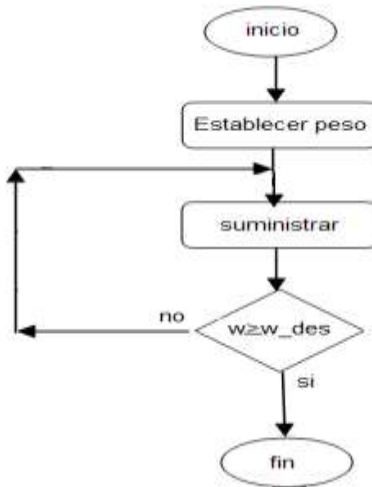 inicio
Establecer peso
suministrar
w≥w_des
no
si
fin